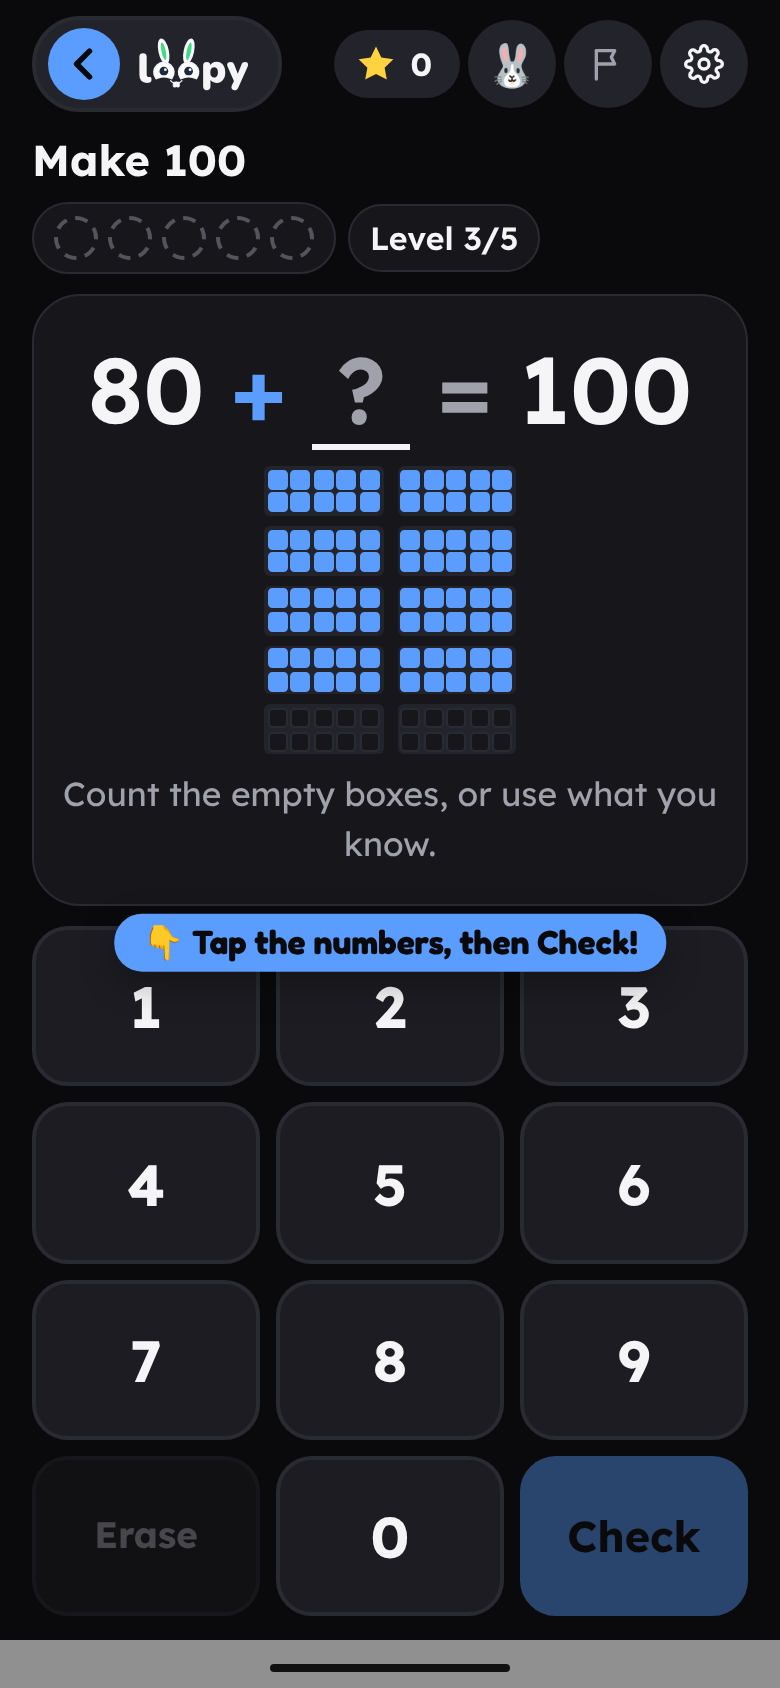 loopy
0
Make 100
Level 3/5
80 + ? = 100
Count the empty boxes, or use what you
know.
👇 Tap the numbers, then Check!
1 2 3
4 5 6
7 8 9
Erase 0 Check